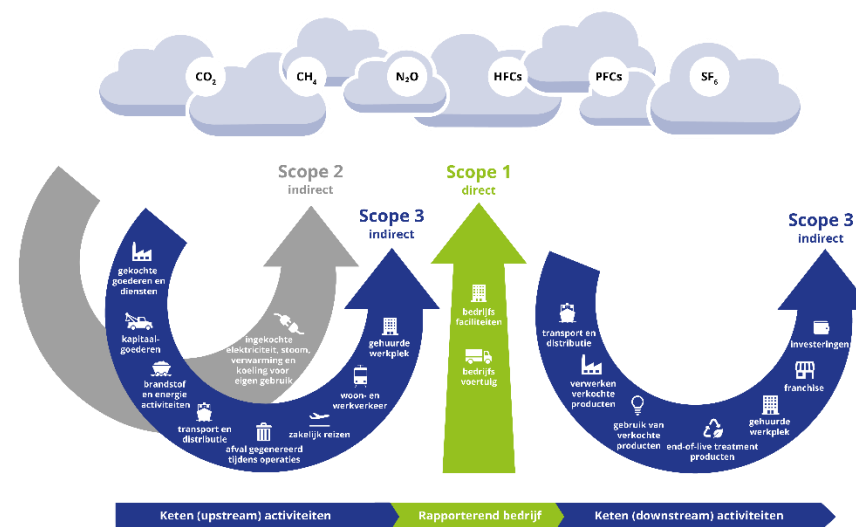 CO₂
CH₄
N₂O
HFCs
PFCs
SF₆
Scope 2
indirect
Scope 1
direct
Scope 3
indirect
Scope 3
indirect
gekochte
goederen en
diensten
kapitaal-
goederen
brandstof
en energie
activiteiten
transport en
distributie
afval gegenereerd
tijdens operaties
zakelijk reizen
woon- en
werkverkeer
gehuurde
werkplek
ingekochte
elektriciteit, stoom,
verwarming en
koeling voor
eigen gebruik
bedrijfs
faciliteiten
bedrijfs
voertuig
transport en
distributie
verwerken
verkochte
producten
gebruik van
verkochte
producten
end-of-live treatment
producten
gehuurde
werkplek
franchise
investeringen
Keten (upstream) activiteiten
Rapporterend bedrijf
Keten (downstream) activiteiten